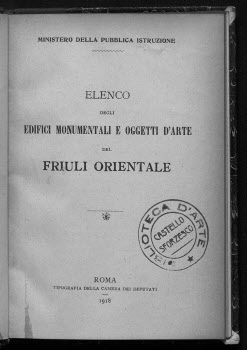 MINISTERO DELLA PUBBLICA ISTRUZIONE
ELENCO
DEGLI
EDIFICI MONUMENTALI E OGGETTI D'ARTE
DEL
FRIULI ORIENTALE
BIBLIOTECA D'ARTE
CASTELLO
SFORZESCO
ROMA
TIPOGRAFIA DELLA CAMERA DEI DEPUTATI
1918